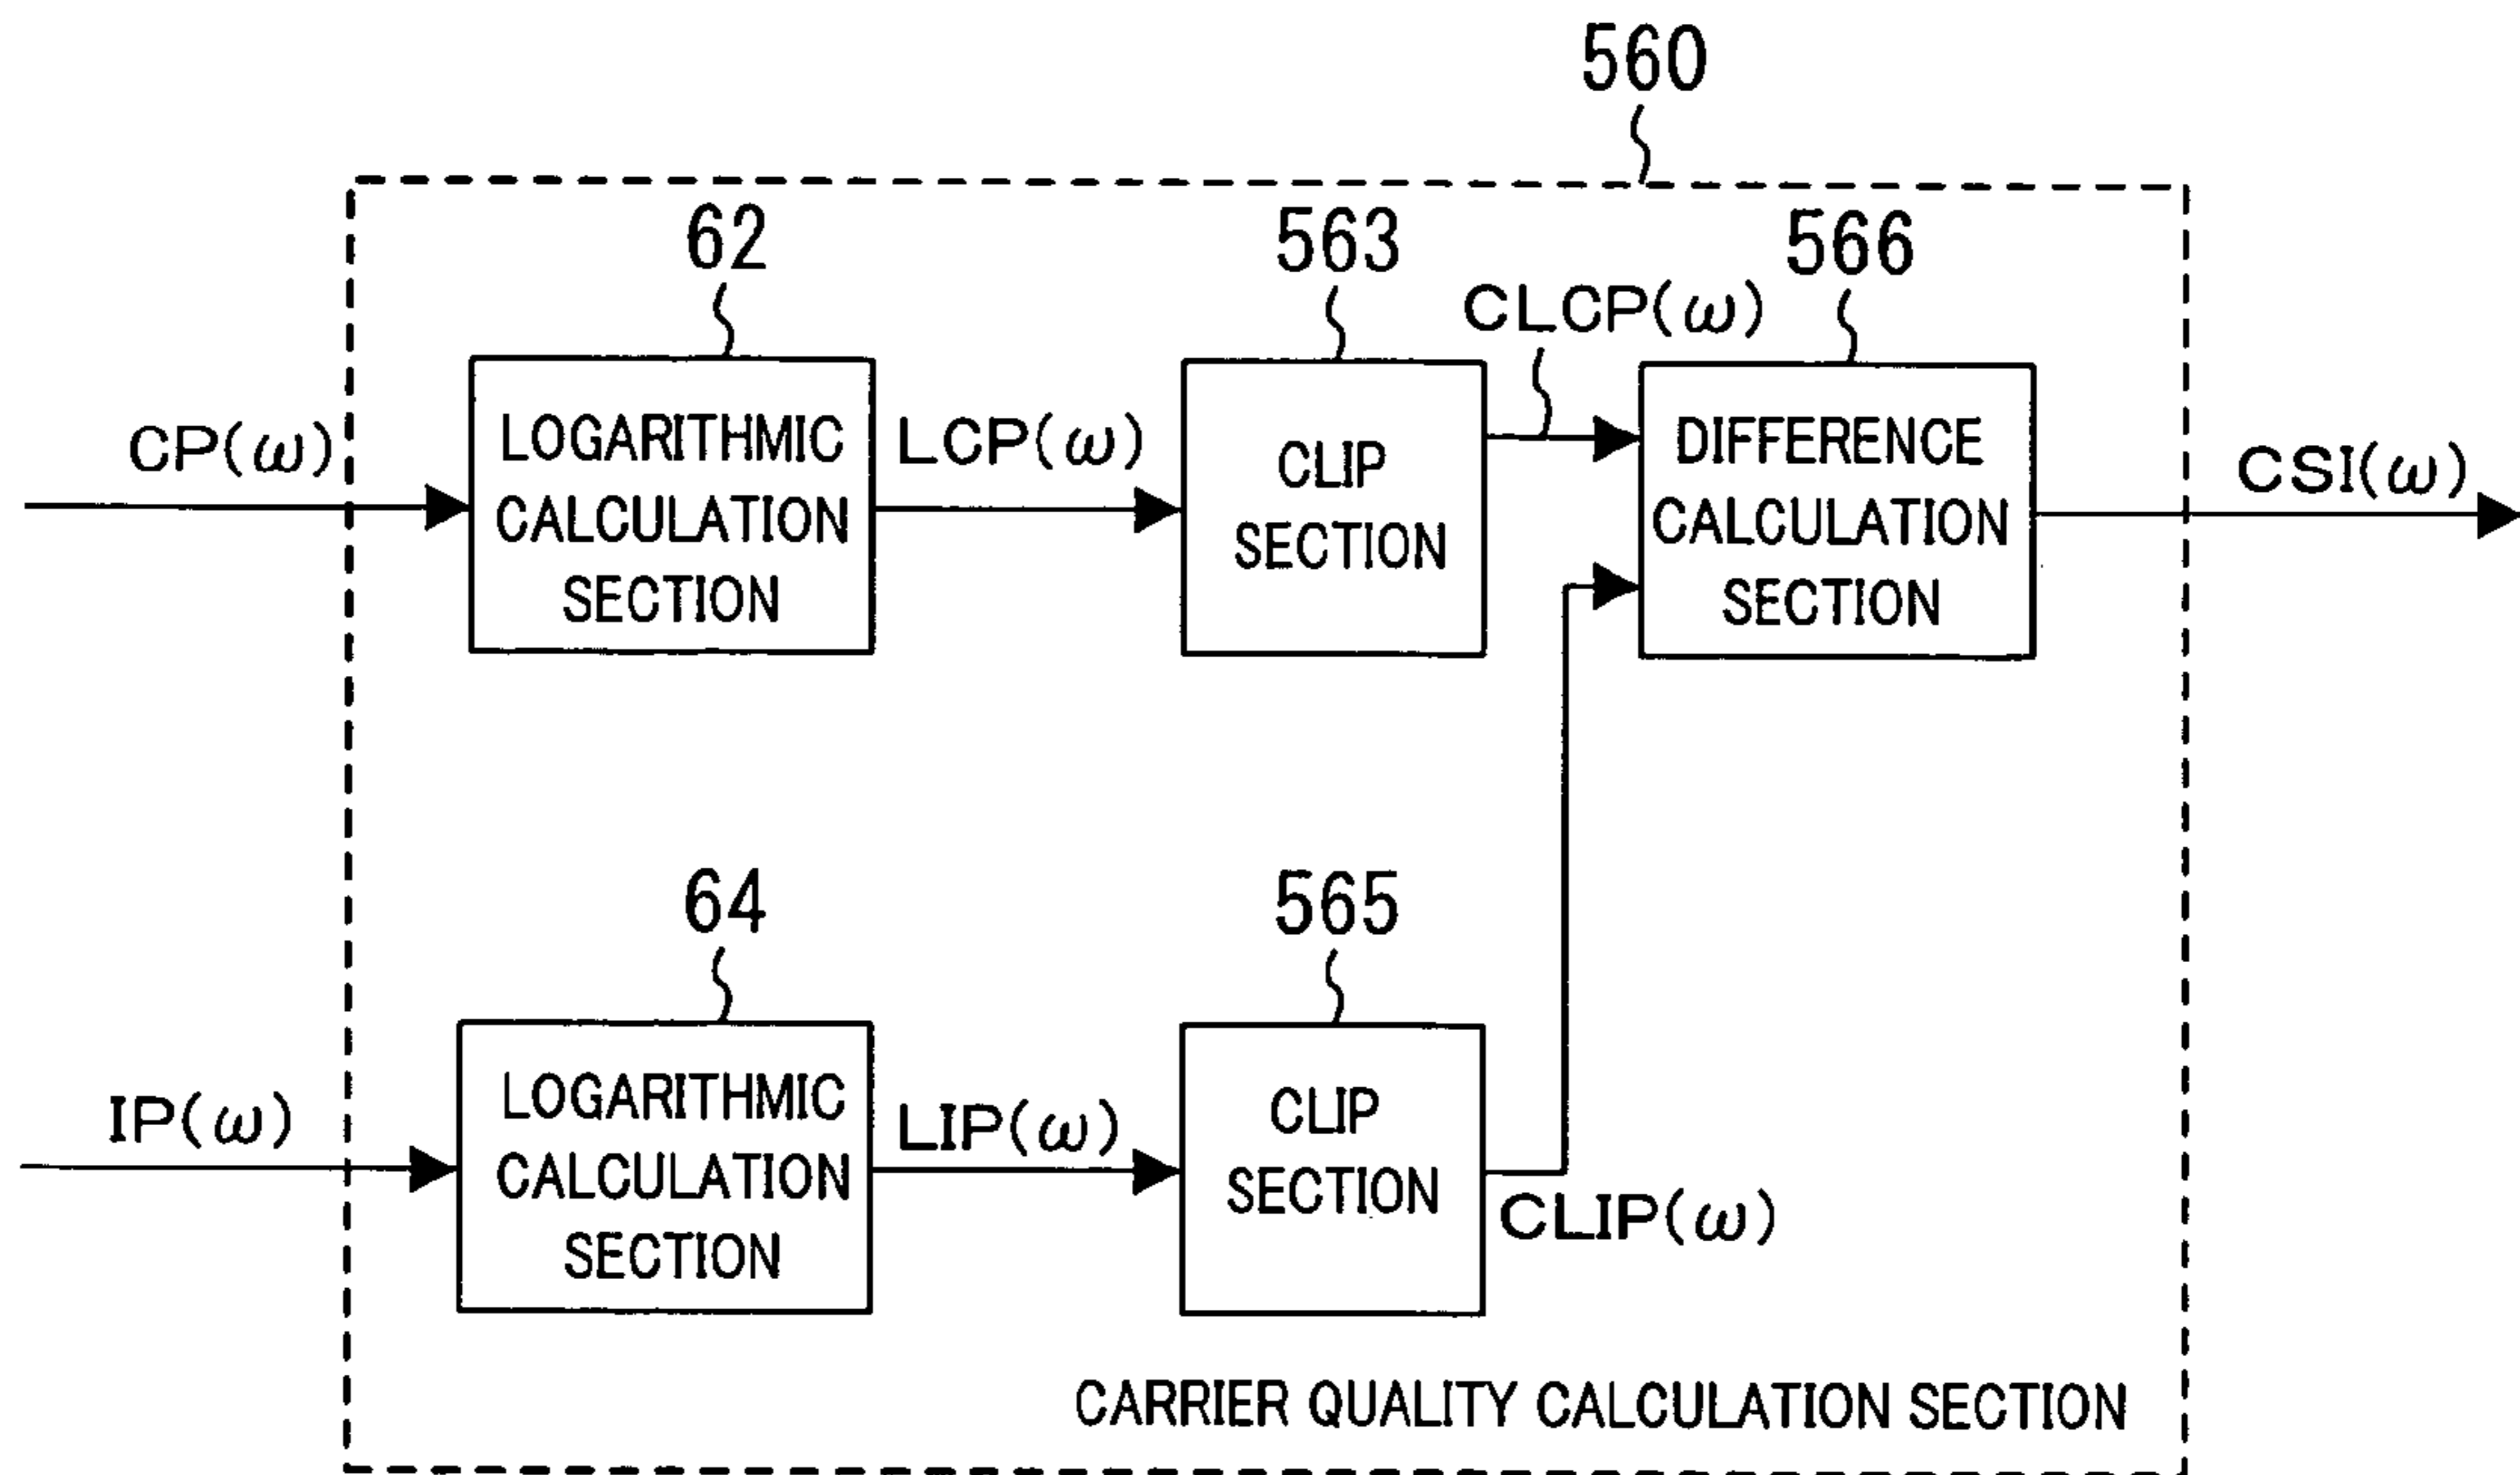 560
62
563
566
CLCP(ω)
CP(ω)
LOGARITHMIC
CALCULATION
SECTION
LCP(ω)
CLIP
SECTION
DIFFERENCE
CALCULATION
SECTION
CSI(ω)
64
565
IP(ω)
LOGARITHMIC
CALCULATION
SECTION
LIP(ω)
CLIP
SECTION
CLIP(ω)
CARRIER QUALITY CALCULATION SECTION